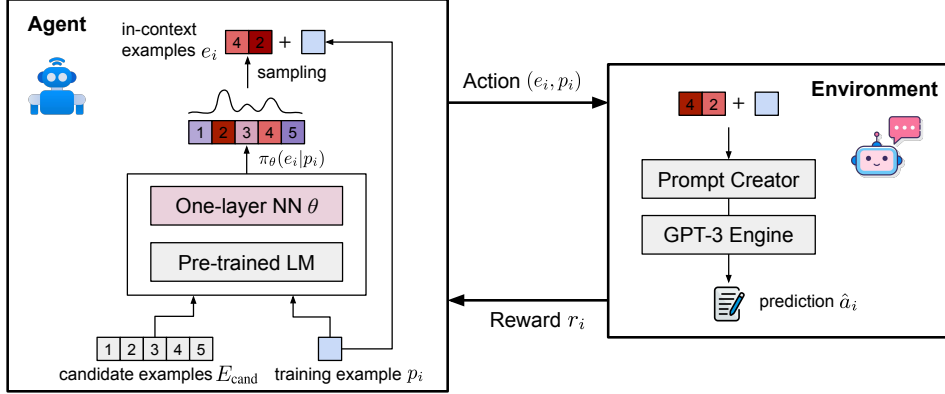 Agent
in-context
examples e_i
4 2 +
sampling
1 2 3 4 5
π_θ(e_i|p_i)
One-layer NN θ
Pre-trained LM
1 2 3 4 5
candidate examples E_cand
training example p_i
Action (e_i, p_i)
Reward r_i
Environment
4 2 +
Prompt Creator
GPT-3 Engine
prediction â_i